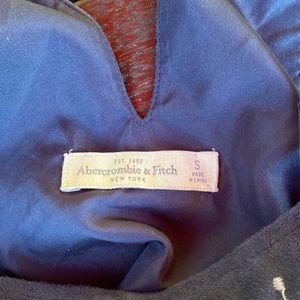 EST. 1892
Abercrombie & Fitch
NEW YORK
S
MADE
IN CHINA